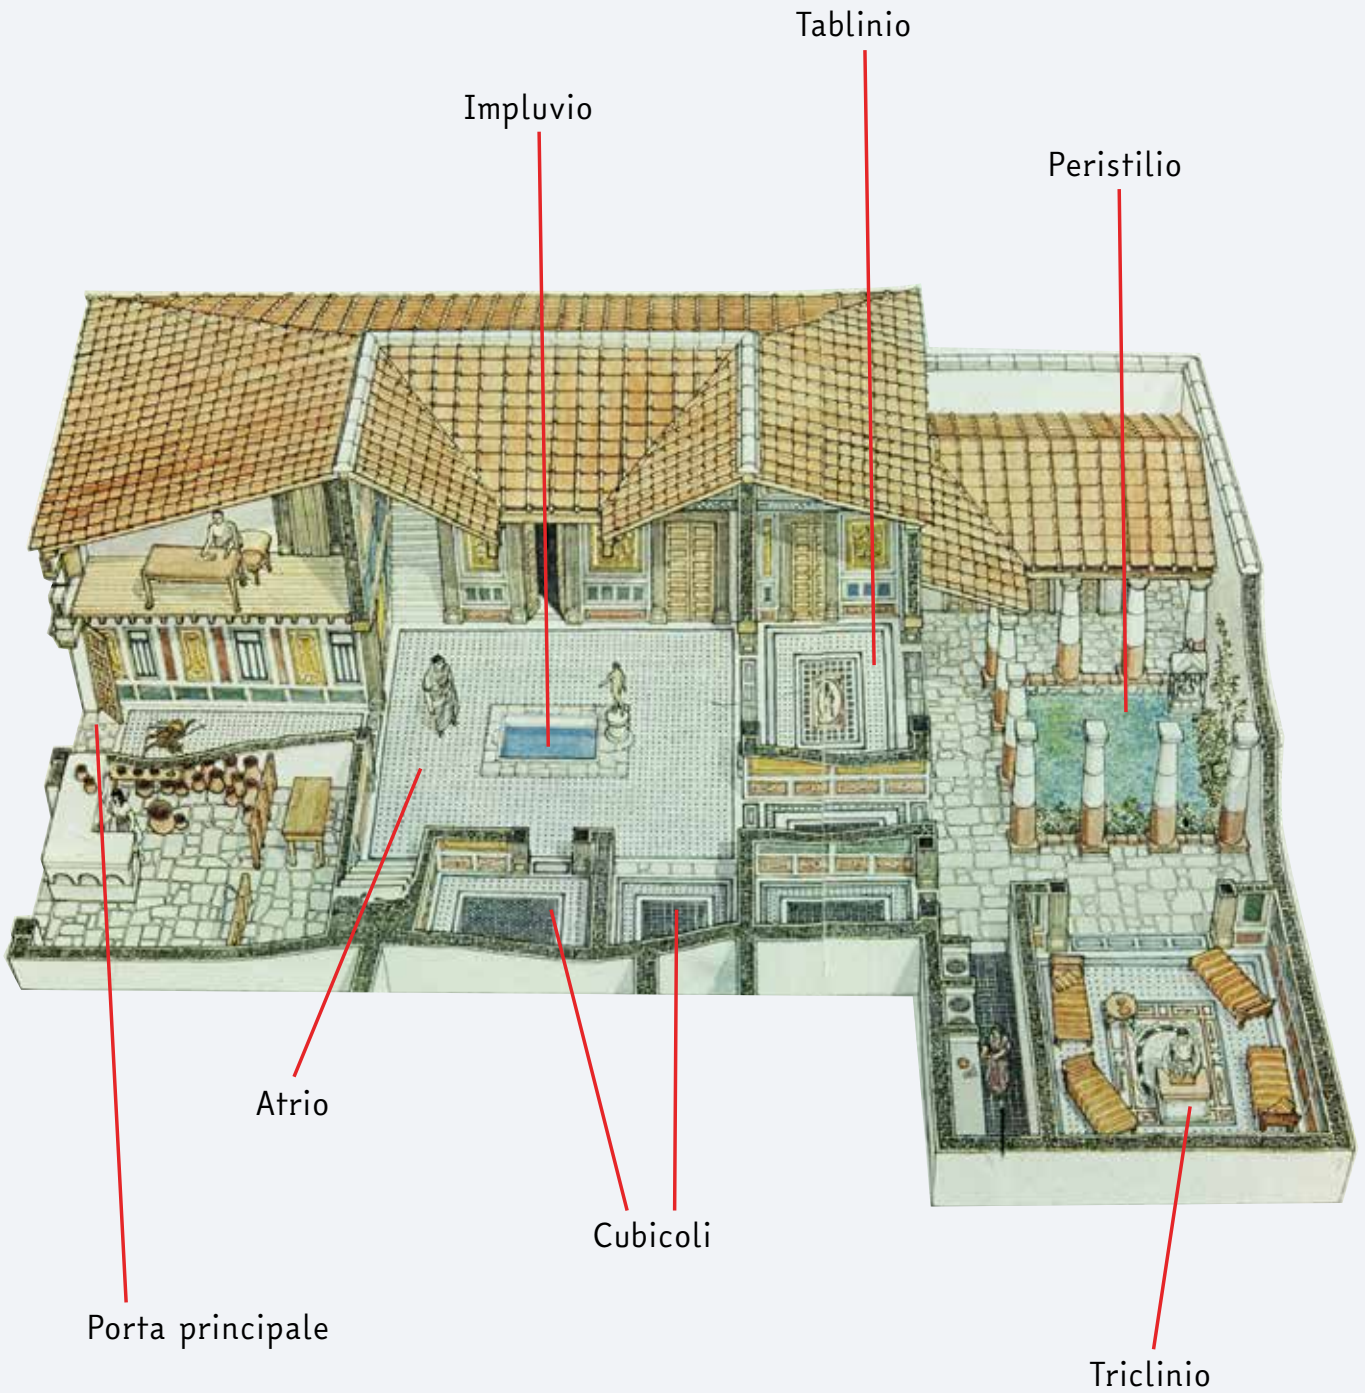 Tablinio
Impluvio
Peristilio
Atrio
Cubicoli
Porta principale
Triclinio